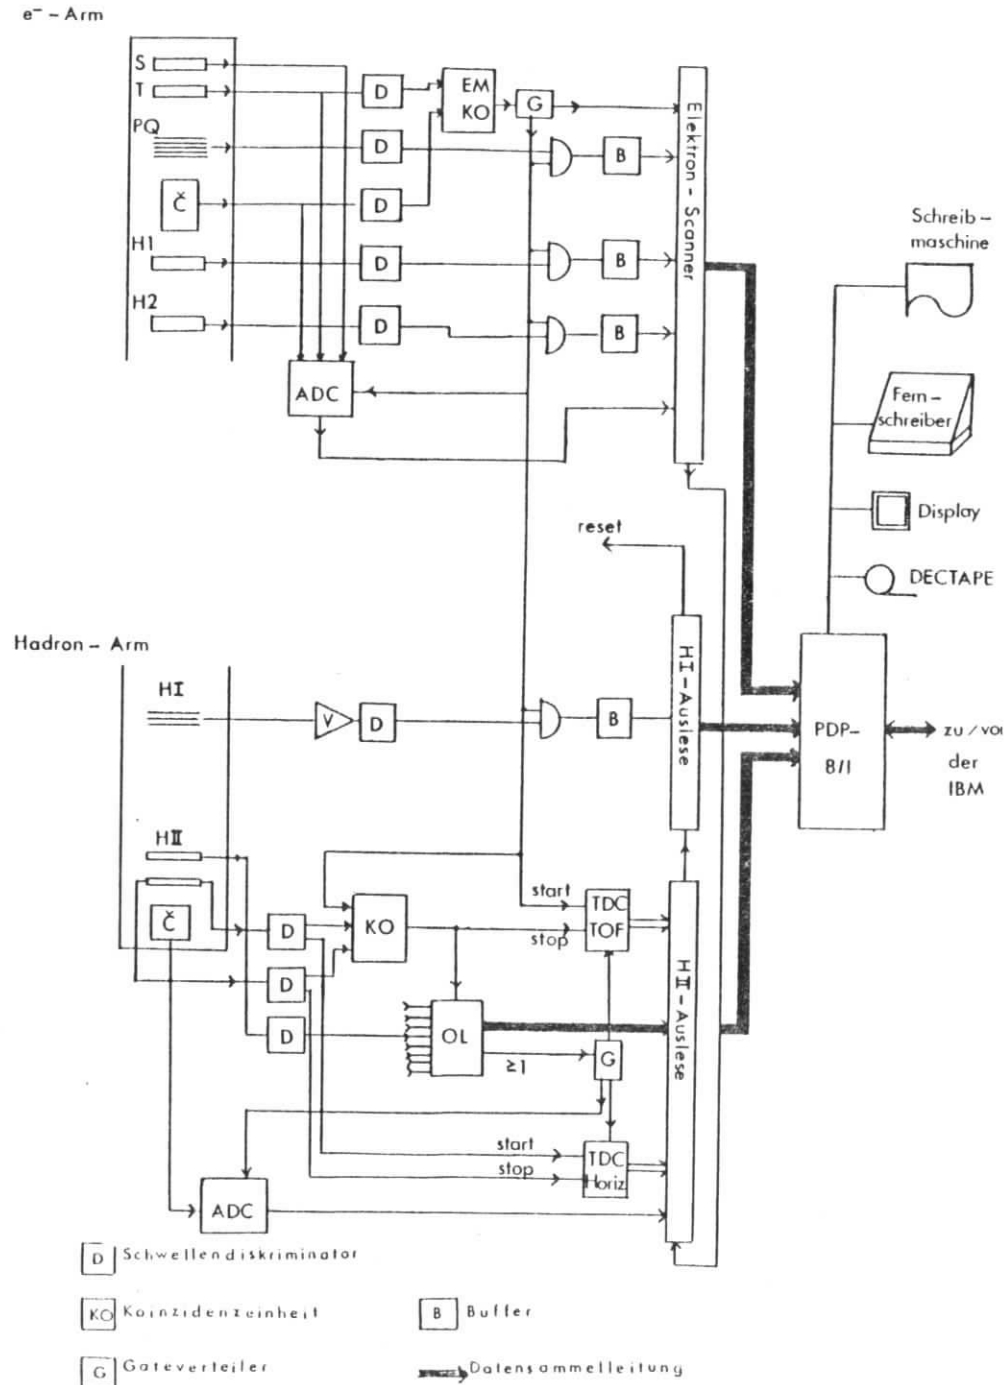 e⁻ – Arm
S
T
PQ
Č
H1
H2
D
D
D
D
D
EM
KO
G
B
B
B
ADC
Elektron – Scanner
Schreib –
maschine
Fern –
schreiber
Display
DECTAPE
reset
Hadron – Arm
HI
V
D
B
HI – Auslese
PDP–
8/I
zu / vo
der
IBM
HII
Č
D
D
D
KO
OL
≥1
start
stop
TDC
TOF
G
HII – Auslese
start
stop
TDC
Horiz
ADC
D Schwellendiskriminator
KO Koinzidenzeinheit
B Buffer
G Gateverteiler
Datensammelleitung